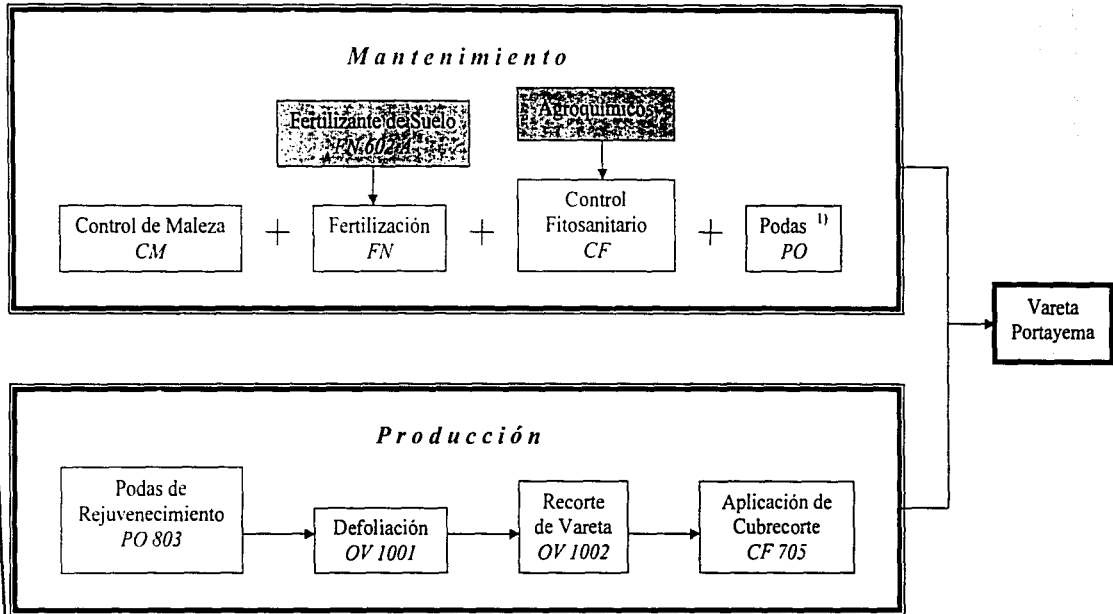 Mantenimiento
Fertilizante de Suelo
FN 602-A
Agroquímicos
Control de Maleza
CM
+
Fertilización
FN
+
Control
Fitosanitario
CF
+
Podas 1)
PO
Vareta
Portayema
Producción
Podas de
Rejuvenecimiento
PO 803
Defoliación
OV 1001
Recorte
de Vareta
OV 1002
Aplicación de
Cubrecorte
CF 705